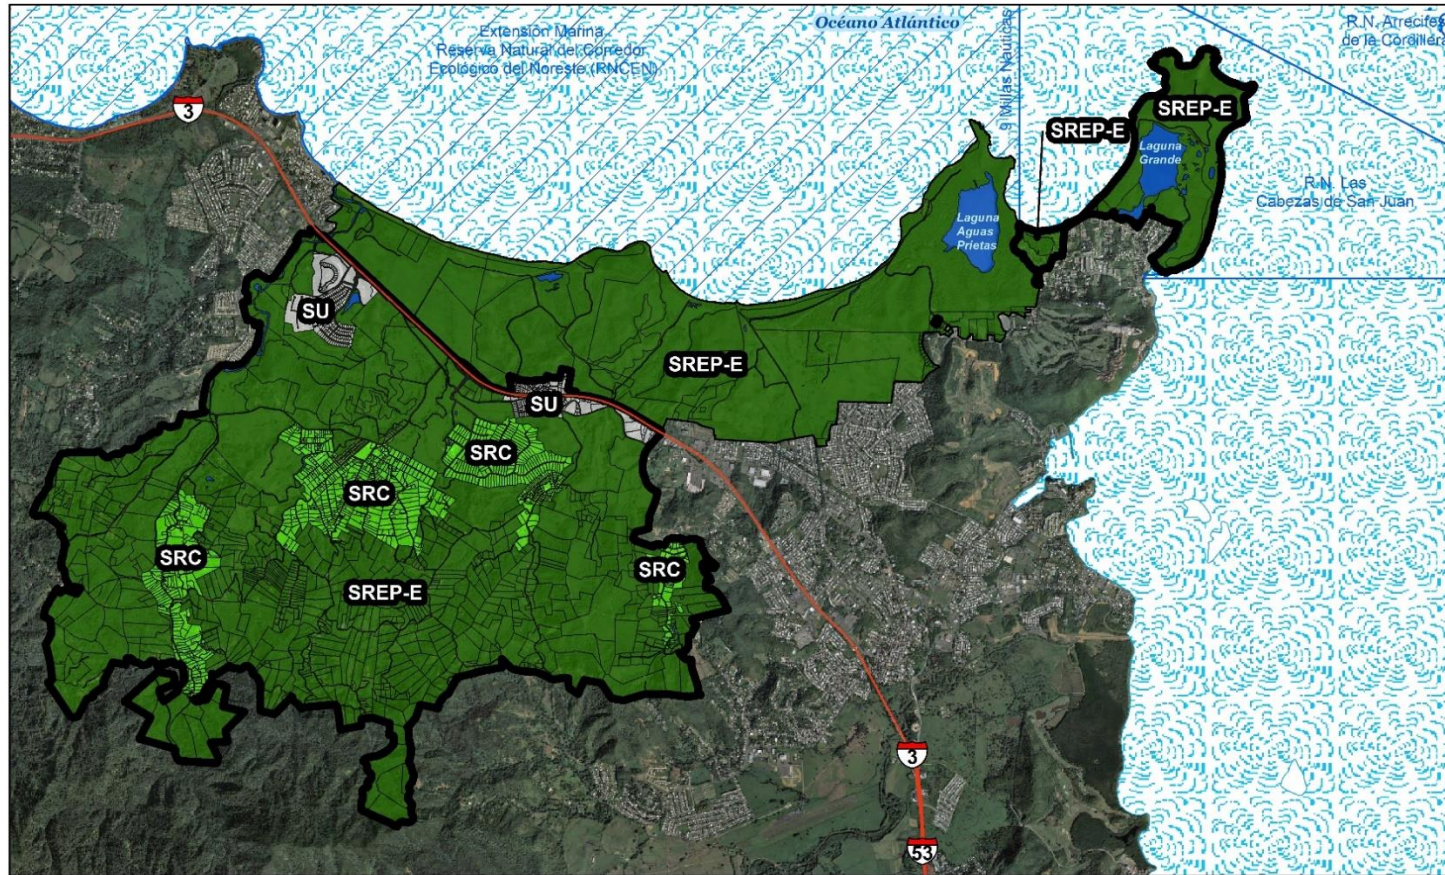 Océano Atlántico
Extensión Marina
Reserva Natural del Corredor
Ecológico del Noreste (RNCEN)
9 Millas Nauticas
R.N. Arrecifes
de la Cordillera
3
SREP-E
SREP-E
Laguna
Grande
R.N. Las
Cabezas de San Juan
Laguna
Aguas
Prietas
SU
SREP-E
SU
SRC
SRC
SRC
SRC
SREP-E
3
53